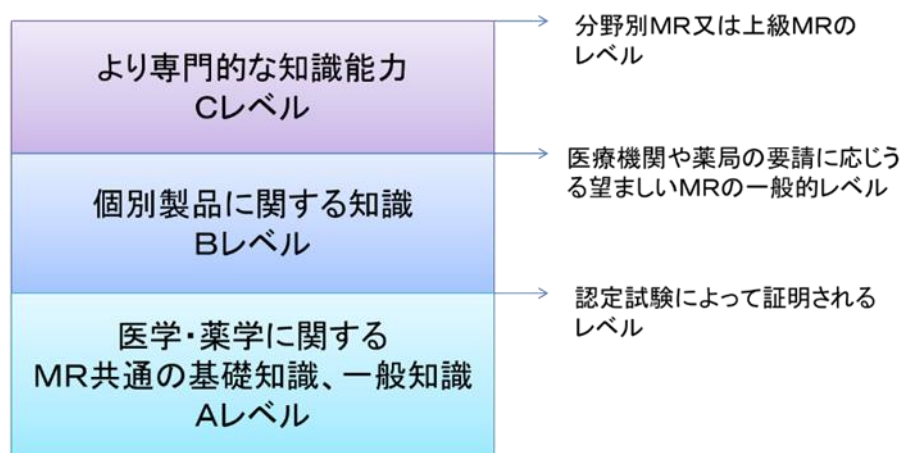 分野別MR又は上級MRの
レベル
より専門的な知識能力
Cレベル
医療機関や薬局の要請に応じう
る望ましいMRの一般的レベル
個別製品に関する知識
Bレベル
認定試験によって証明される
レベル
医学・薬学に関する
MR共通の基礎知識、一般知識
Aレベル